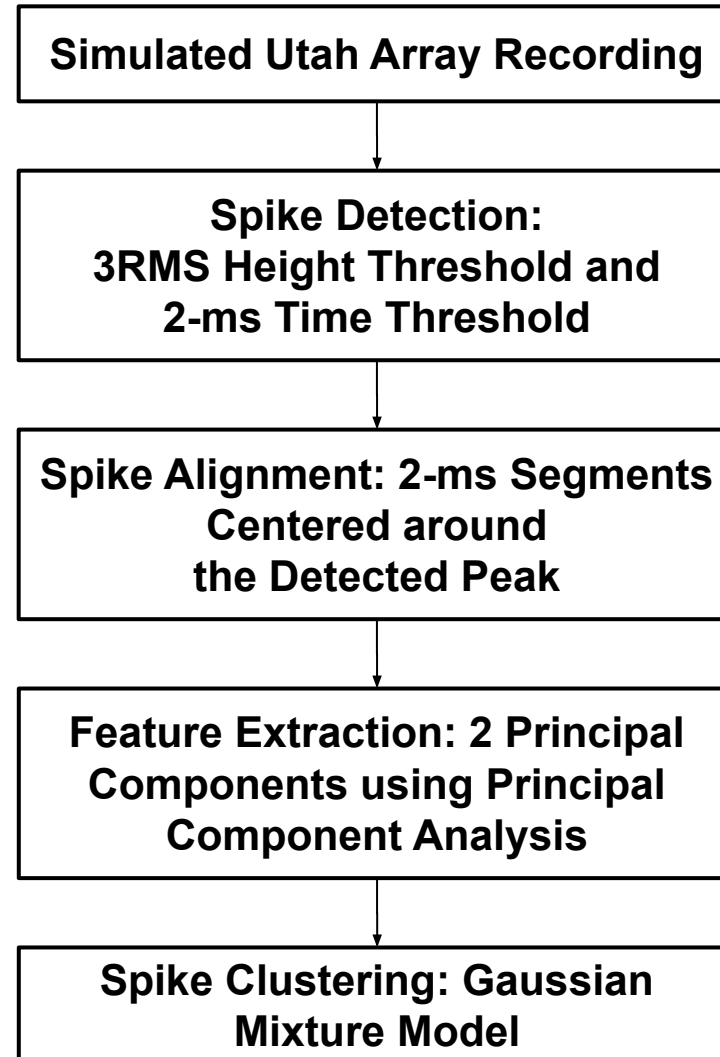 Simulated Utah Array Recording
Spike Detection:
3RMS Height Threshold and
2-ms Time Threshold
Spike Alignment: 2-ms Segments
Centered around
the Detected Peak
Feature Extraction: 2 Principal
Components using Principal
Component Analysis
Spike Clustering: Gaussian
Mixture Model